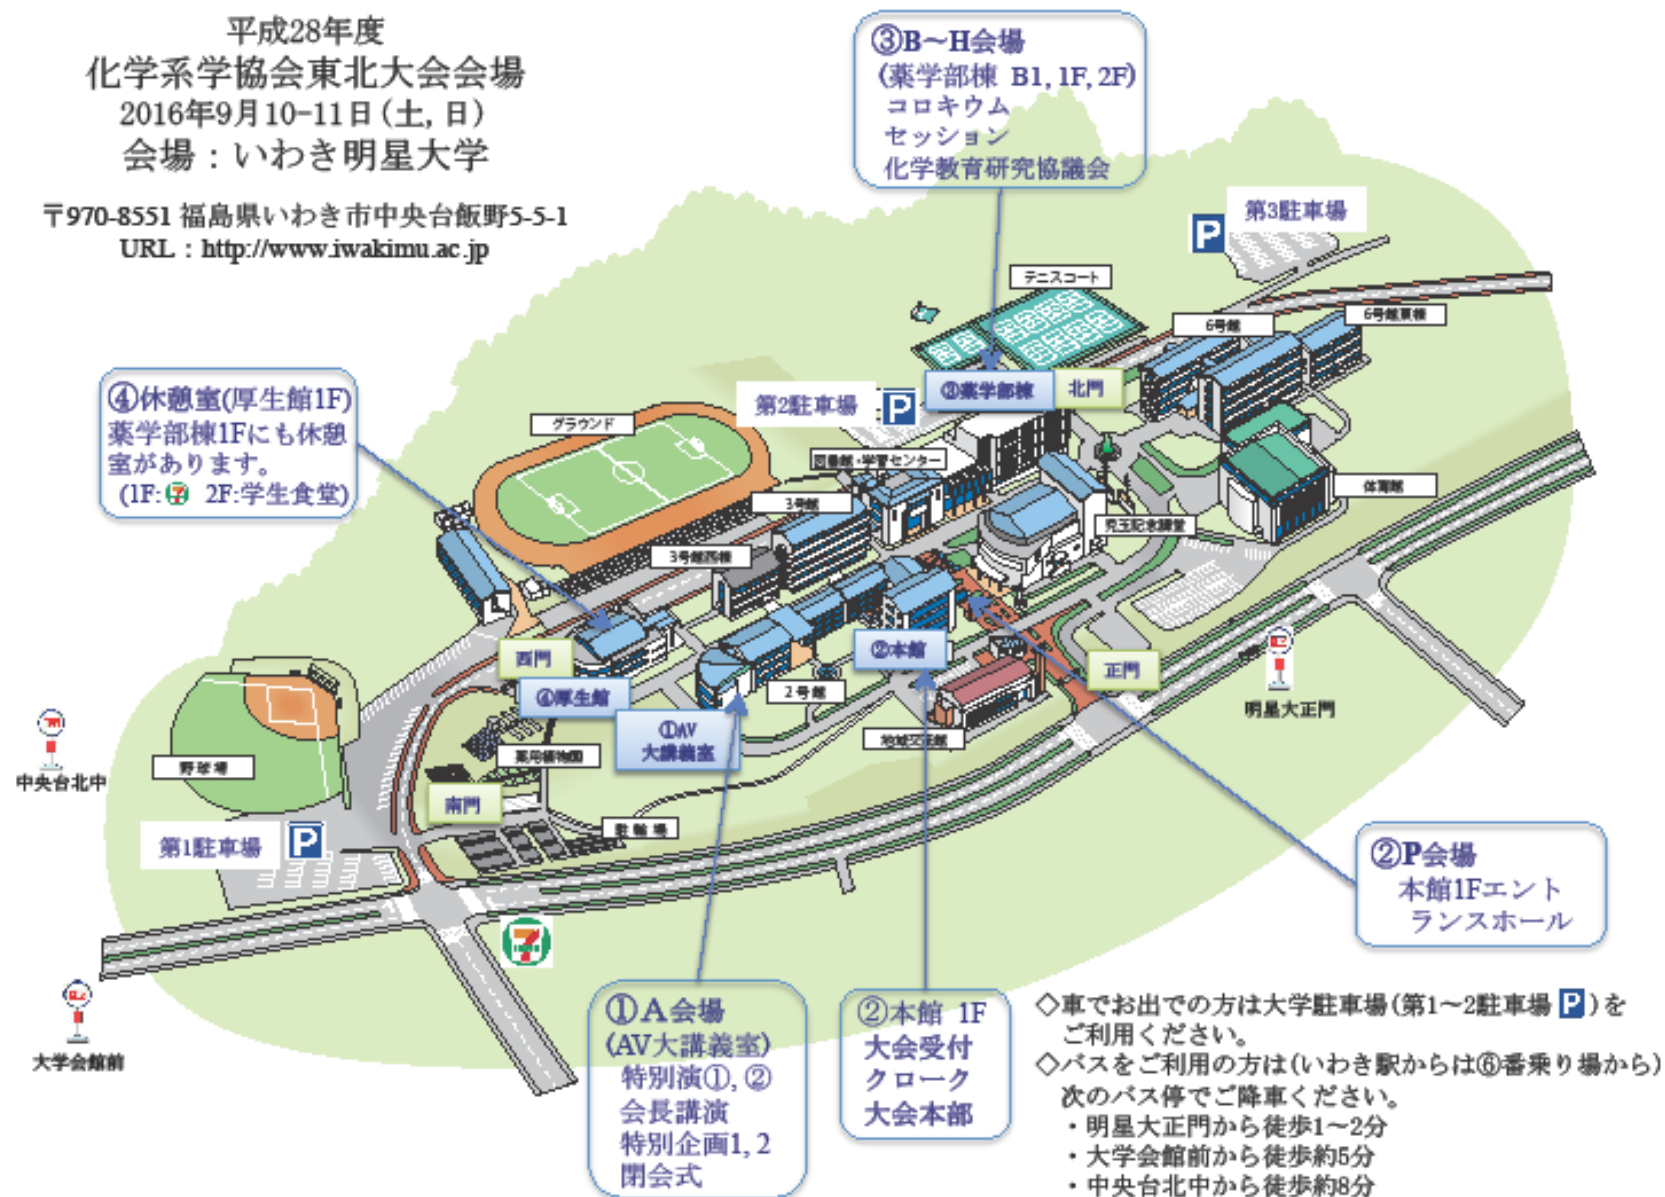 平成28年度
化学系学協会東北大会会場
2016年9月10-11日(土,日)
会場：いわき明星大学
〒970-8551 福島県いわき市中央台飯野5-5-1
URL：http://www.iwakimu.ac.jp
③B～H会場
(薬学部棟 B1, 1F, 2F)
コロキウム
セッション
化学教育研究協議会
第3駐車場
P
テニスコート
6号館
6号館東棟
④休憩室(厚生館1F)
薬学部棟1Fにも休憩
室があります。
(1F: 7 2F:学生食堂)
グラウンド
第2駐車場
P
③薬学部棟
北門
図書館・学習センター
体育館
3号館
児玉記念講堂
3号館西棟
西門
②本館
正門
④厚生館
2号館
明星大正門
①AV
大講義室
地域交流館
中央台北中
野球場
薬用植物園
南門
駐輪場
第1駐車場
P
②P会場
本館1Fエント
ランスホール
7
大学会館前
①A会場
(AV大講義室)
特別演①, ②
会長講演
特別企画1, 2
閉会式
②本館 1F
大会受付
クローク
大会本部
◇車でお出での方は大学駐車場(第1～2駐車場 P )を
ご利用ください。
◇バスをご利用の方は(いわき駅からは⑥番乗り場から)
次のバス停でご降車ください。
・明星大正門から徒歩1～2分
・大学会館前から徒歩約5分
・中央台北中から徒歩約8分